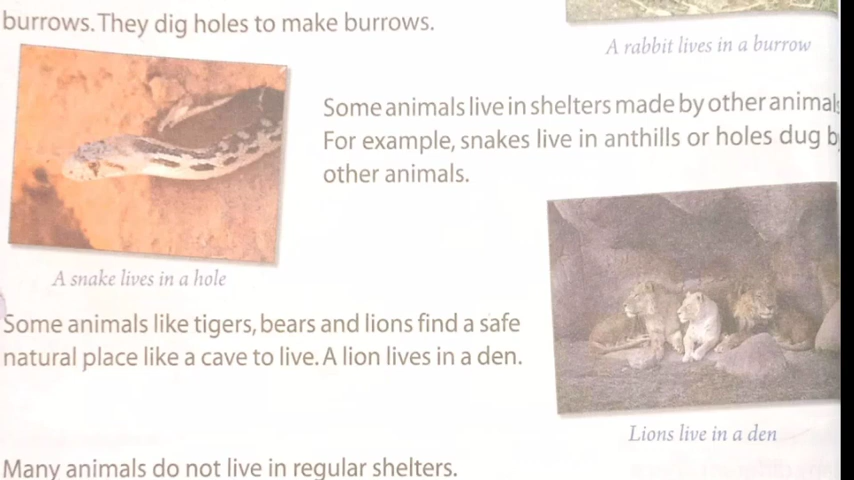 burrows. They dig holes to make burrows.
A rabbit lives in a burrow
Some animals live in shelters made by other
For example, snakes live in anthills or holes dug
other animals.
A snake lives in a hole
Some animals like tigers, bears and lions find a safe
natural place like a cave to live. A lion lives in a den.
Lions live in a den
Many animals do not live in regular shelters.